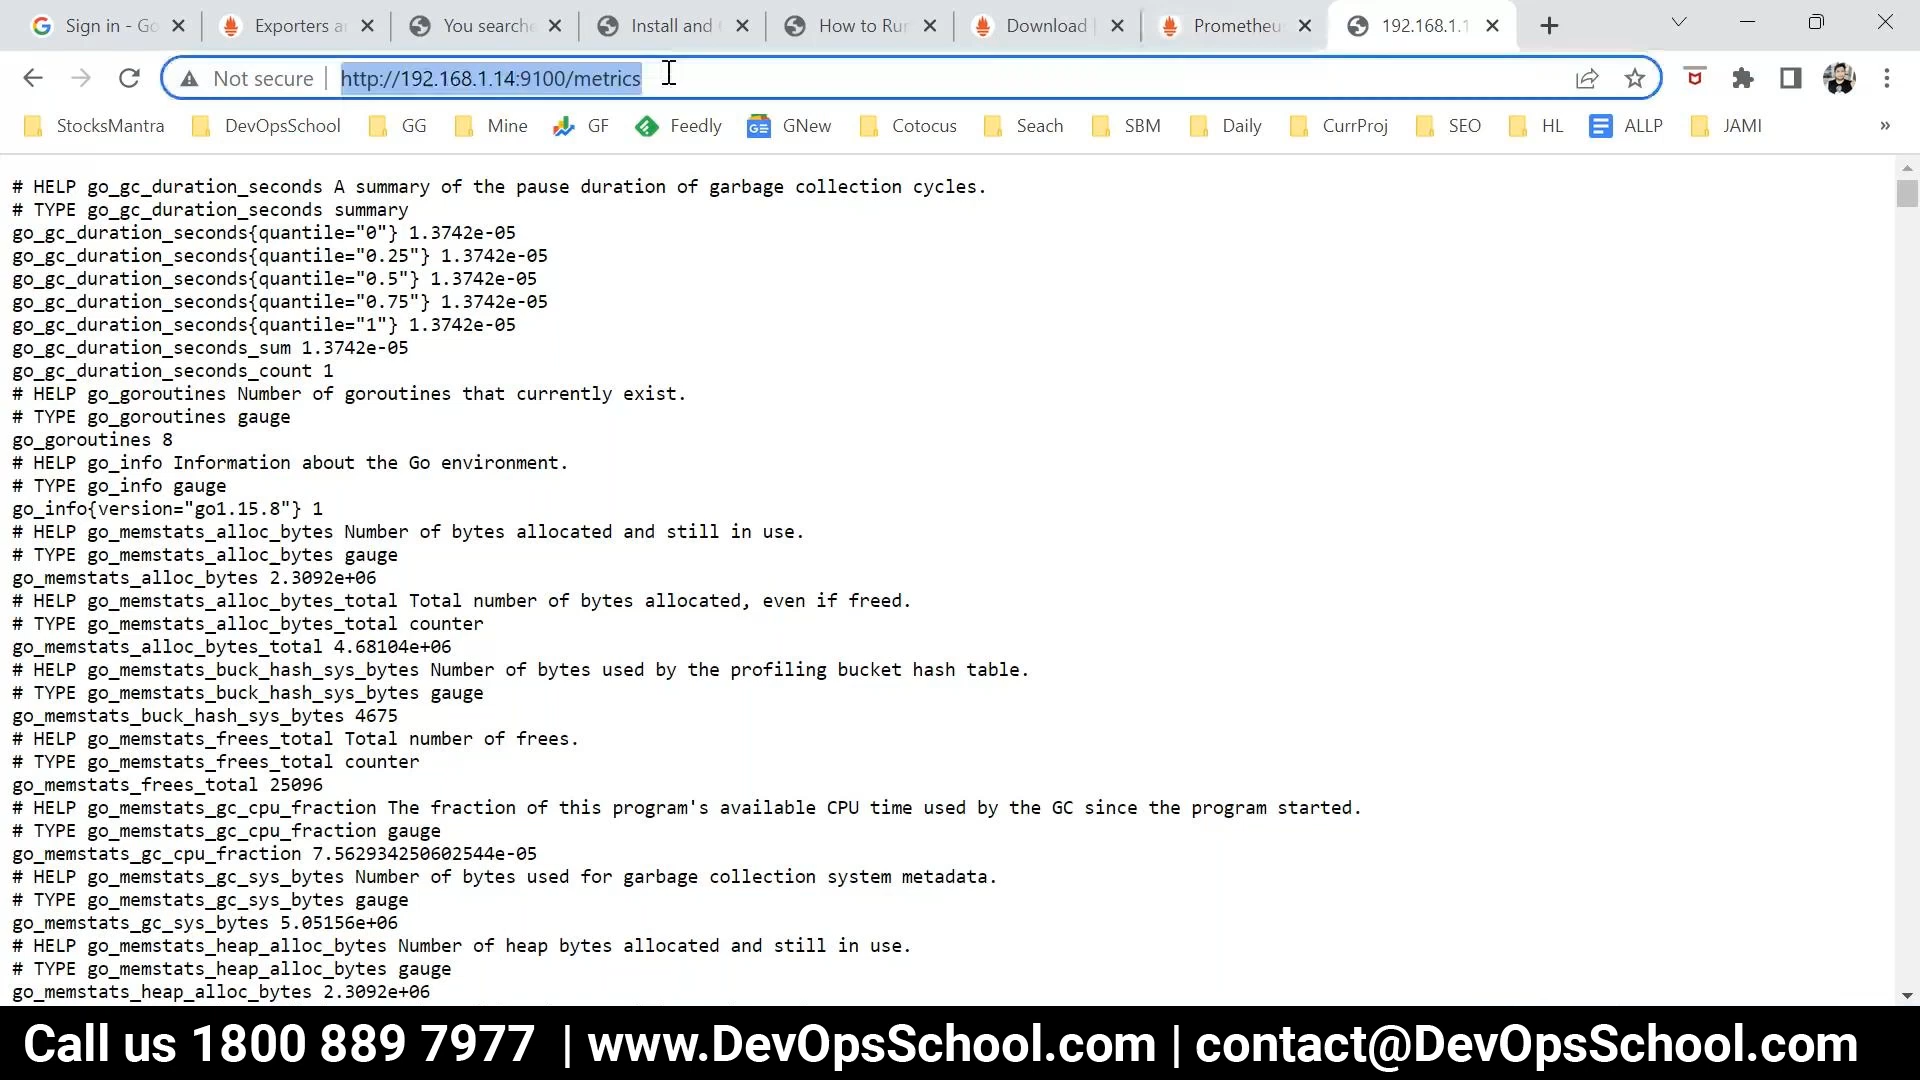 Sign in - Go
Exporters a
You searche
Install and
How to Run
Download
Prometheu
192.168.1.1
Not secure
http://192.168.1.14:9100/metrics
StocksMantra
DevOpsSchool
GG
Mine
GF
Feedly
GNew
Cotocus
Seach
SBM
Daily
CurrProj
SEO
HL
ALLP
JAMI
»
# HELP go_gc_duration_seconds A summary of the pause duration of garbage collection cycles.
# TYPE go_gc_duration_seconds summary
go_gc_duration_seconds{quantile="0"} 1.3742e-05
go_gc_duration_seconds{quantile="0.25"} 1.3742e-05
go_gc_duration_seconds{quantile="0.5"} 1.3742e-05
go_gc_duration_seconds{quantile="0.75"} 1.3742e-05
go_gc_duration_seconds{quantile="1"} 1.3742e-05
go_gc_duration_seconds_sum 1.3742e-05
go_gc_duration_seconds_count 1
# HELP go_goroutines Number of goroutines that currently exist.
# TYPE go_goroutines gauge
go_goroutines 8
# HELP go_info Information about the Go environment.
# TYPE go_info gauge
go_info{version="go1.15.8"} 1
# HELP go_memstats_alloc_bytes Number of bytes allocated and still in use.
# TYPE go_memstats_alloc_bytes gauge
go_memstats_alloc_bytes 2.3092e+06
# HELP go_memstats_alloc_bytes_total Total number of bytes allocated, even if freed.
# TYPE go_memstats_alloc_bytes_total counter
go_memstats_alloc_bytes_total 4.68104e+06
# HELP go_memstats_buck_hash_sys_bytes Number of bytes used by the profiling bucket hash table.
# TYPE go_memstats_buck_hash_sys_bytes gauge
go_memstats_buck_hash_sys_bytes 4675
# HELP go_memstats_frees_total Total number of frees.
# TYPE go_memstats_frees_total counter
go_memstats_frees_total 25096
# HELP go_memstats_gc_cpu_fraction The fraction of this program's available CPU time used by the GC since the program started.
# TYPE go_memstats_gc_cpu_fraction gauge
go_memstats_gc_cpu_fraction 7.562934250602544e-05
# HELP go_memstats_gc_sys_bytes Number of bytes used for garbage collection system metadata.
# TYPE go_memstats_gc_sys_bytes gauge
go_memstats_gc_sys_bytes 5.05156e+06
# HELP go_memstats_heap_alloc_bytes Number of heap bytes allocated and still in use.
# TYPE go_memstats_heap_alloc_bytes gauge
go_memstats_heap_alloc_bytes 2.3092e+06
Call us 1800 889 7977 | www.DevOpsSchool.com | contact@DevOpsSchool.com